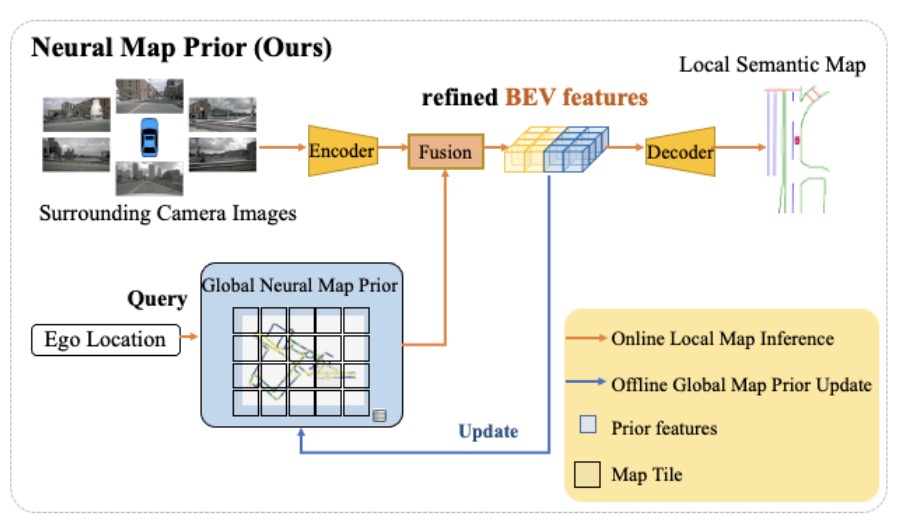 Neural Map Prior (Ours)
Local Semantic Map
refined BEV features
Encoder
Fusion
Decoder
Surrounding Camera Images
Global Neural Map Prior
Query
Ego Location
Update
Online Local Map Inference
Offline Global Map Prior Update
Prior features
Map Tile